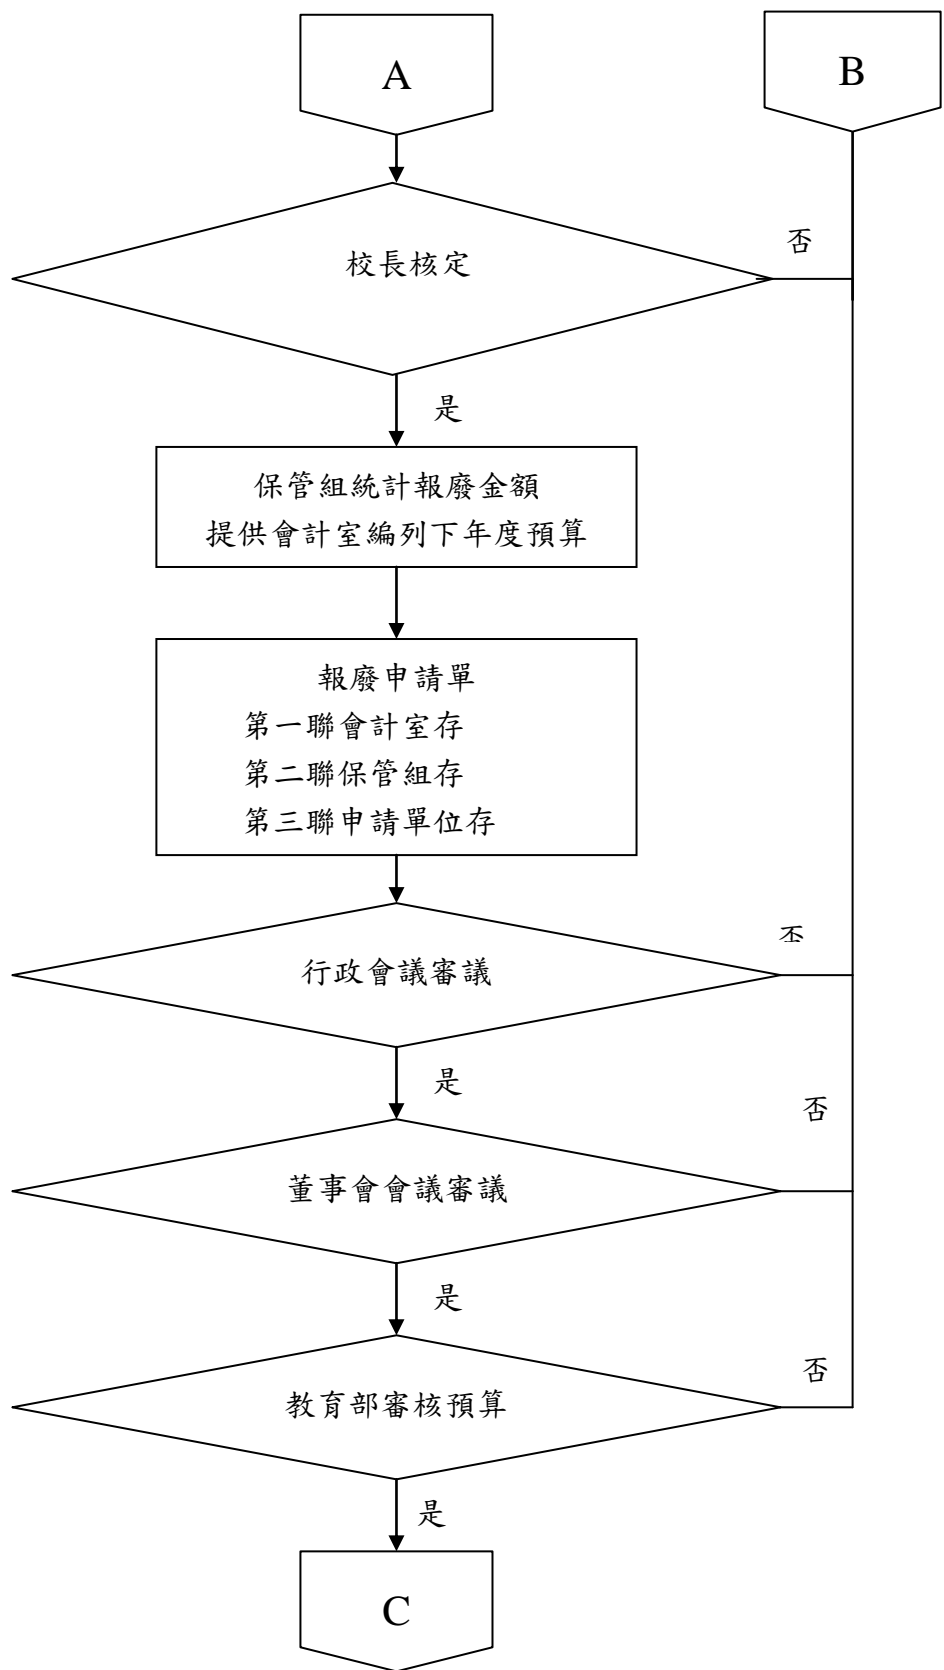 A
B
校長核定
否
是
保管組統計報廢金額
提供會計室編列下年度預算
報廢申請單
第一聯會計室存
第二聯保管組存
第三聯申請單位存
否
行政會議審議
是
否
董事會會議審議
是
否
教育部審核預算
是
C